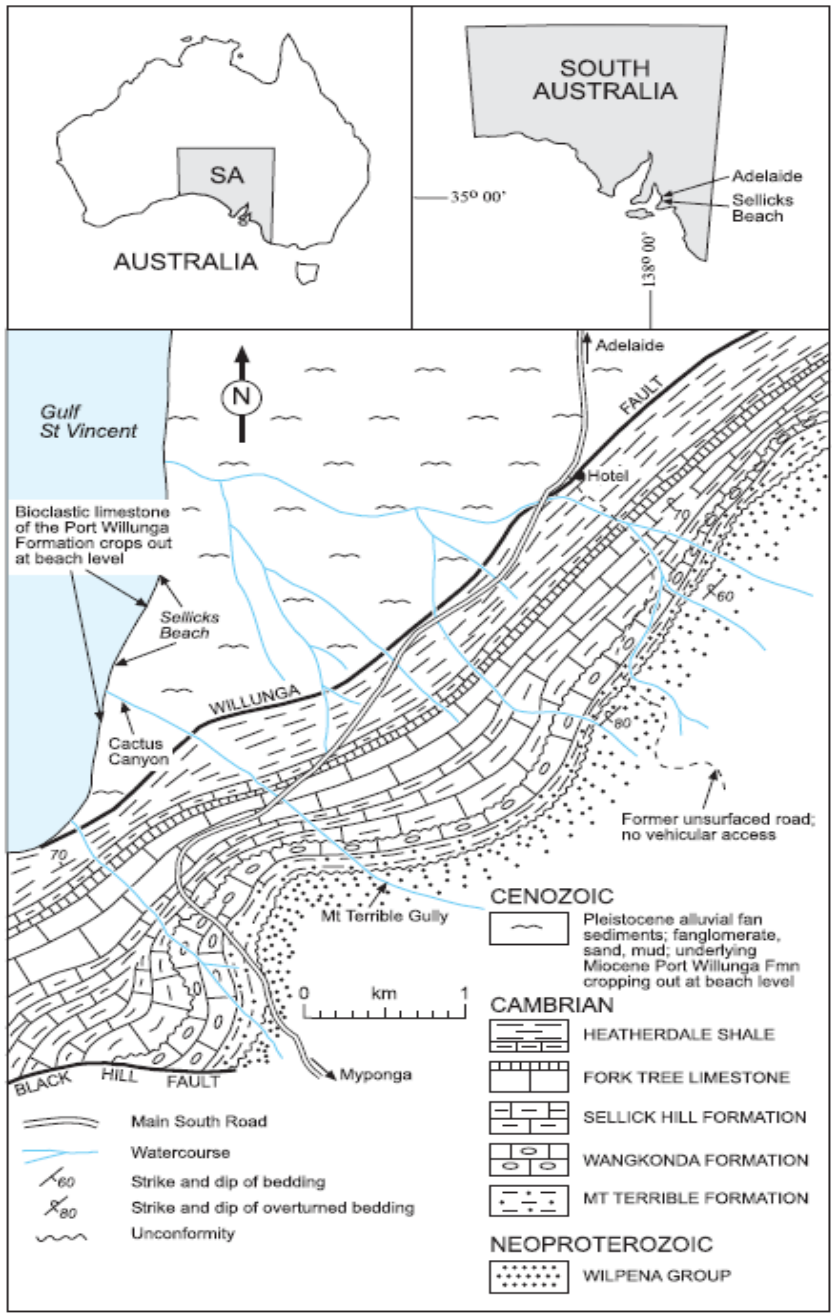 SA
AUSTRALIA
SOUTH
AUSTRALIA
Adelaide
Sellicks
Beach
35º 00'
138º 00'
Adelaide
N
FAULT
Gulf
St Vincent
Hotel
Bioclastic limestone
of the Port Willunga
Formation crops out
at beach level
70
60
Sellicks
Beach
WILLUNGA
80
Cactus
Canyon
Former unsurfaced road;
no vehicular access
70
Mt Terrible Gully
0 km 1
BLACK HILL FAULT
Myponga
Main South Road
Watercourse
60 Strike and dip of bedding
80 Strike and dip of overturned bedding
Unconformity
CENOZOIC
Pleistocene alluvial fan
sediments; fanglomerate,
sand, mud; underlying
Miocene Port Willunga Fmn
cropping out at beach level
CAMBRIAN
HEATHERDALE SHALE
FORK TREE LIMESTONE
SELLICK HILL FORMATION
WANGKONDA FORMATION
MT TERRIBLE FORMATION
NEOPROTEROZOIC
WILPENA GROUP